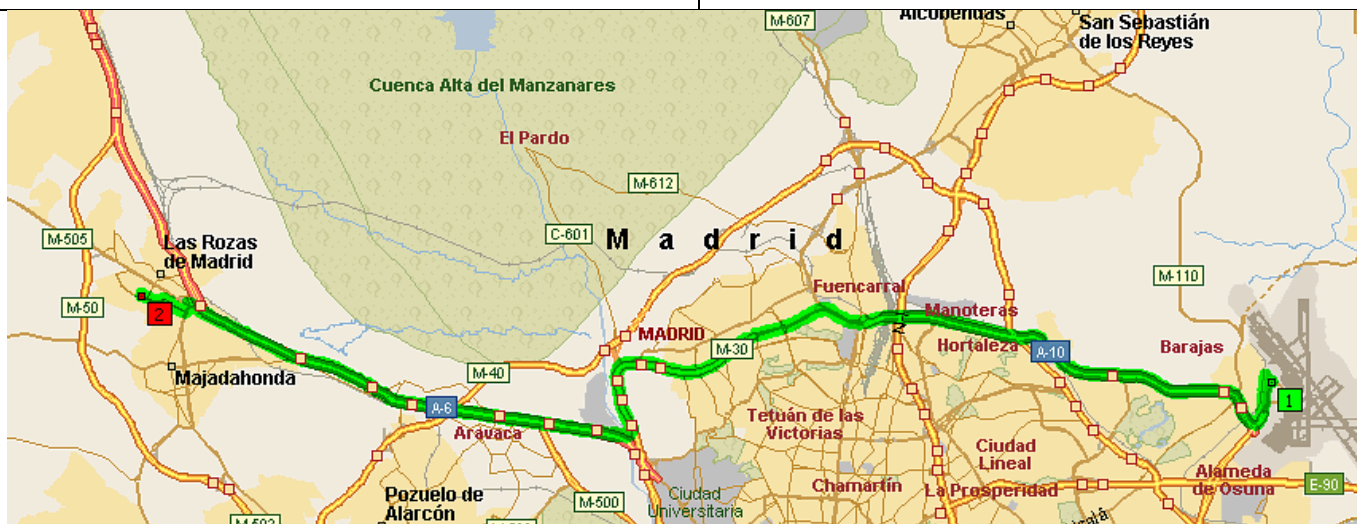 M-607
Alcobendas
San Sebastián
de los Reyes
Cuenca Alta del Manzanares
El Pardo
M-612
M-505
Las Rozas
de Madrid
C-601
Madrid
M-110
M-50
2
Fuencarral
Manoteras
MADRID
M-30
Hortaleza
A-10
Barajas
Majadahonda
M-40
1
A-6
Aravaca
Tetuán de las
Victorias
Ciudad
Lineal
Pozuelo de
Alarcón
M-500
Ciudad
Universitaria
Chamartín
La Prosperidad
Alameda
de Osuna
E-90